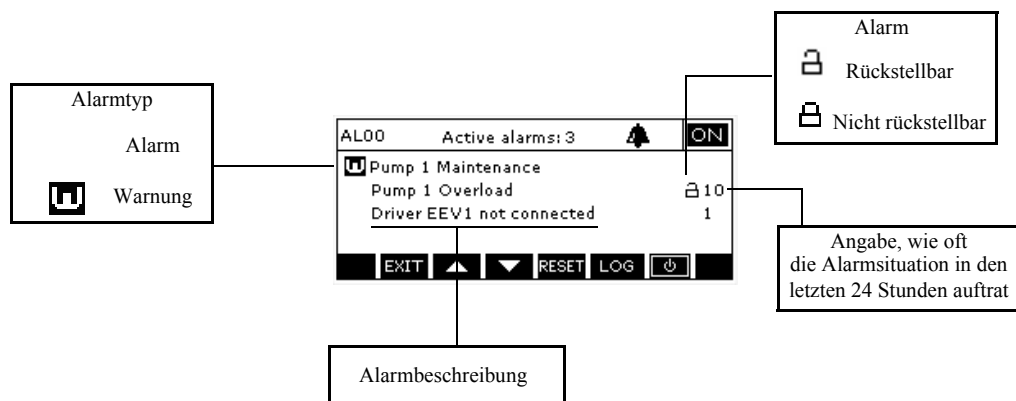 Alarm
Rückstellbar
Nicht rückstellbar
Alarmtyp
Alarm
Warnung
AL00 Active alarms: 3 ON
Pump 1 Maintenance
Pump 1 Overload 10
Driver EEV1 not connected 1
EXIT RESET LOG
Angabe, wie oft
die Alarmsituation in den
letzten 24 Stunden auftrat
Alarmbeschreibung